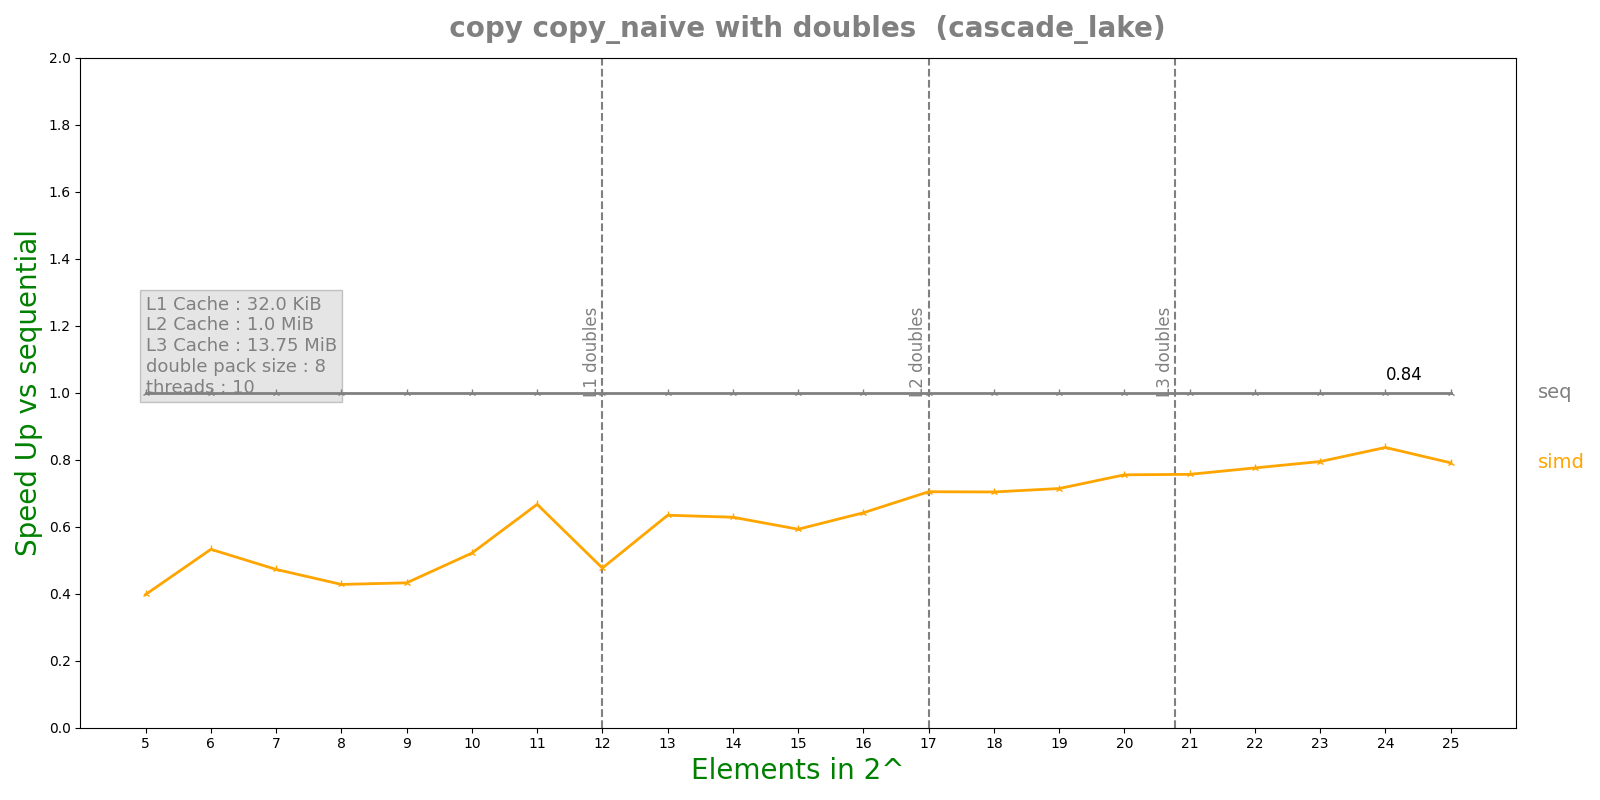 copy copy_naive with doubles (cascade_lake)
Speed Up vs sequential
2.0
1.8
1.6
1.4
1.2
1.0
0.8
0.6
0.4
0.2
0.0
L1 Cache : 32.0 KiB
L2 Cache : 1.0 MiB
L3 Cache : 13.75 MiB
double pack size : 8
threads : 10
L1 doubles
L2 doubles
L3 doubles
0.84
seq
simd
5 6 7 8 9 10 11 12 13 14 15 16 17 18 19 20 21 22 23 24 25
Elements in 2^